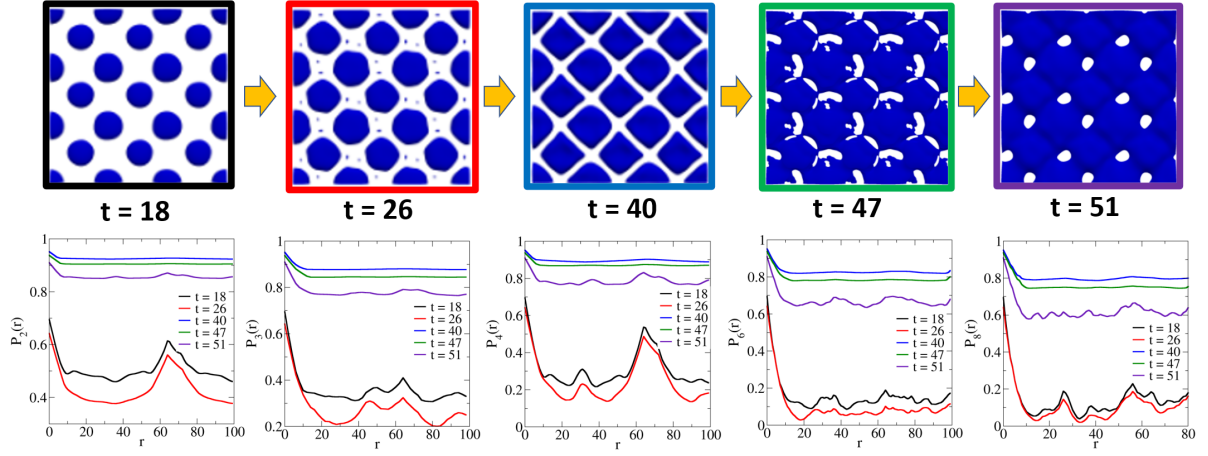 t = 18
t = 26
t = 40
t = 47
t = 51
P2(r)
1
0.8
0.6
0.4
t = 18
t = 26
t = 40
t = 47
t = 51
0 20 40 60 80 100
r
P3(r)
1
0.8
0.6
0.4
0.2
t = 18
t = 26
t = 40
t = 47
t = 51
0 20 40 60 80 100
r
P4(r)
1
0.8
0.6
0.4
0.2
0
t = 18
t = 26
t = 40
t = 47
t = 51
0 20 40 60 80 100
r
P6(r)
1
0.8
0.6
0.4
0.2
0
t = 18
t = 26
t = 40
t = 47
t = 51
0 20 40 60 80 100
r
P8(r)
1
0.8
0.6
0.4
0.2
0
t = 18
t = 26
t = 40
t = 47
t = 51
0 20 40 60 80
r